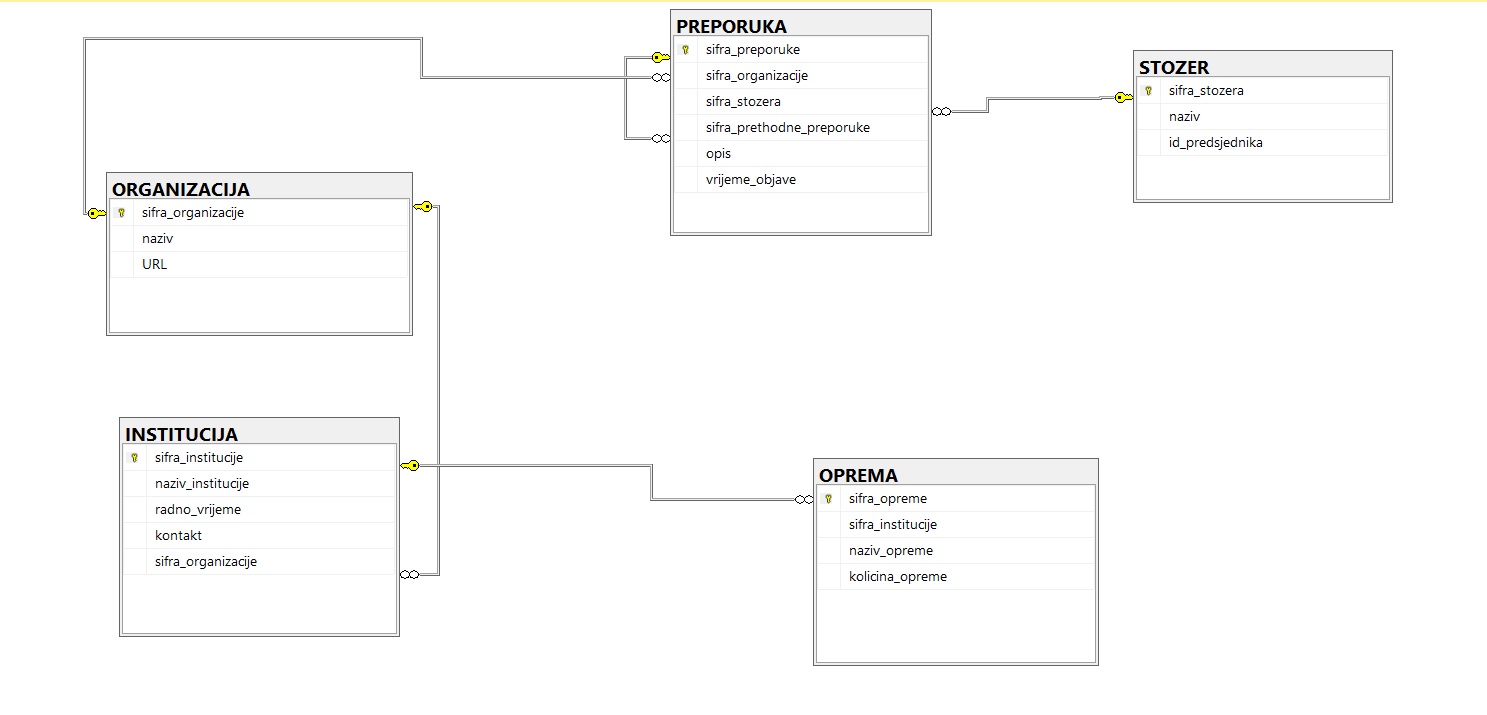 PREPORUKA
sifra_preporuke
sifra_organizacije
sifra_stozera
sifra_prethodne_preporuke
opis
vrijeme_objave
STOZER
sifra_stozera
naziv
id_predsjednika
ORGANIZACIJA
sifra_organizacije
naziv
URL
INSTITUCIJA
sifra_institucije
naziv_institucije
radno_vrijeme
kontakt
sifra_organizacije
OPREMA
sifra_opreme
sifra_institucije
naziv_opreme
kolicina_opreme